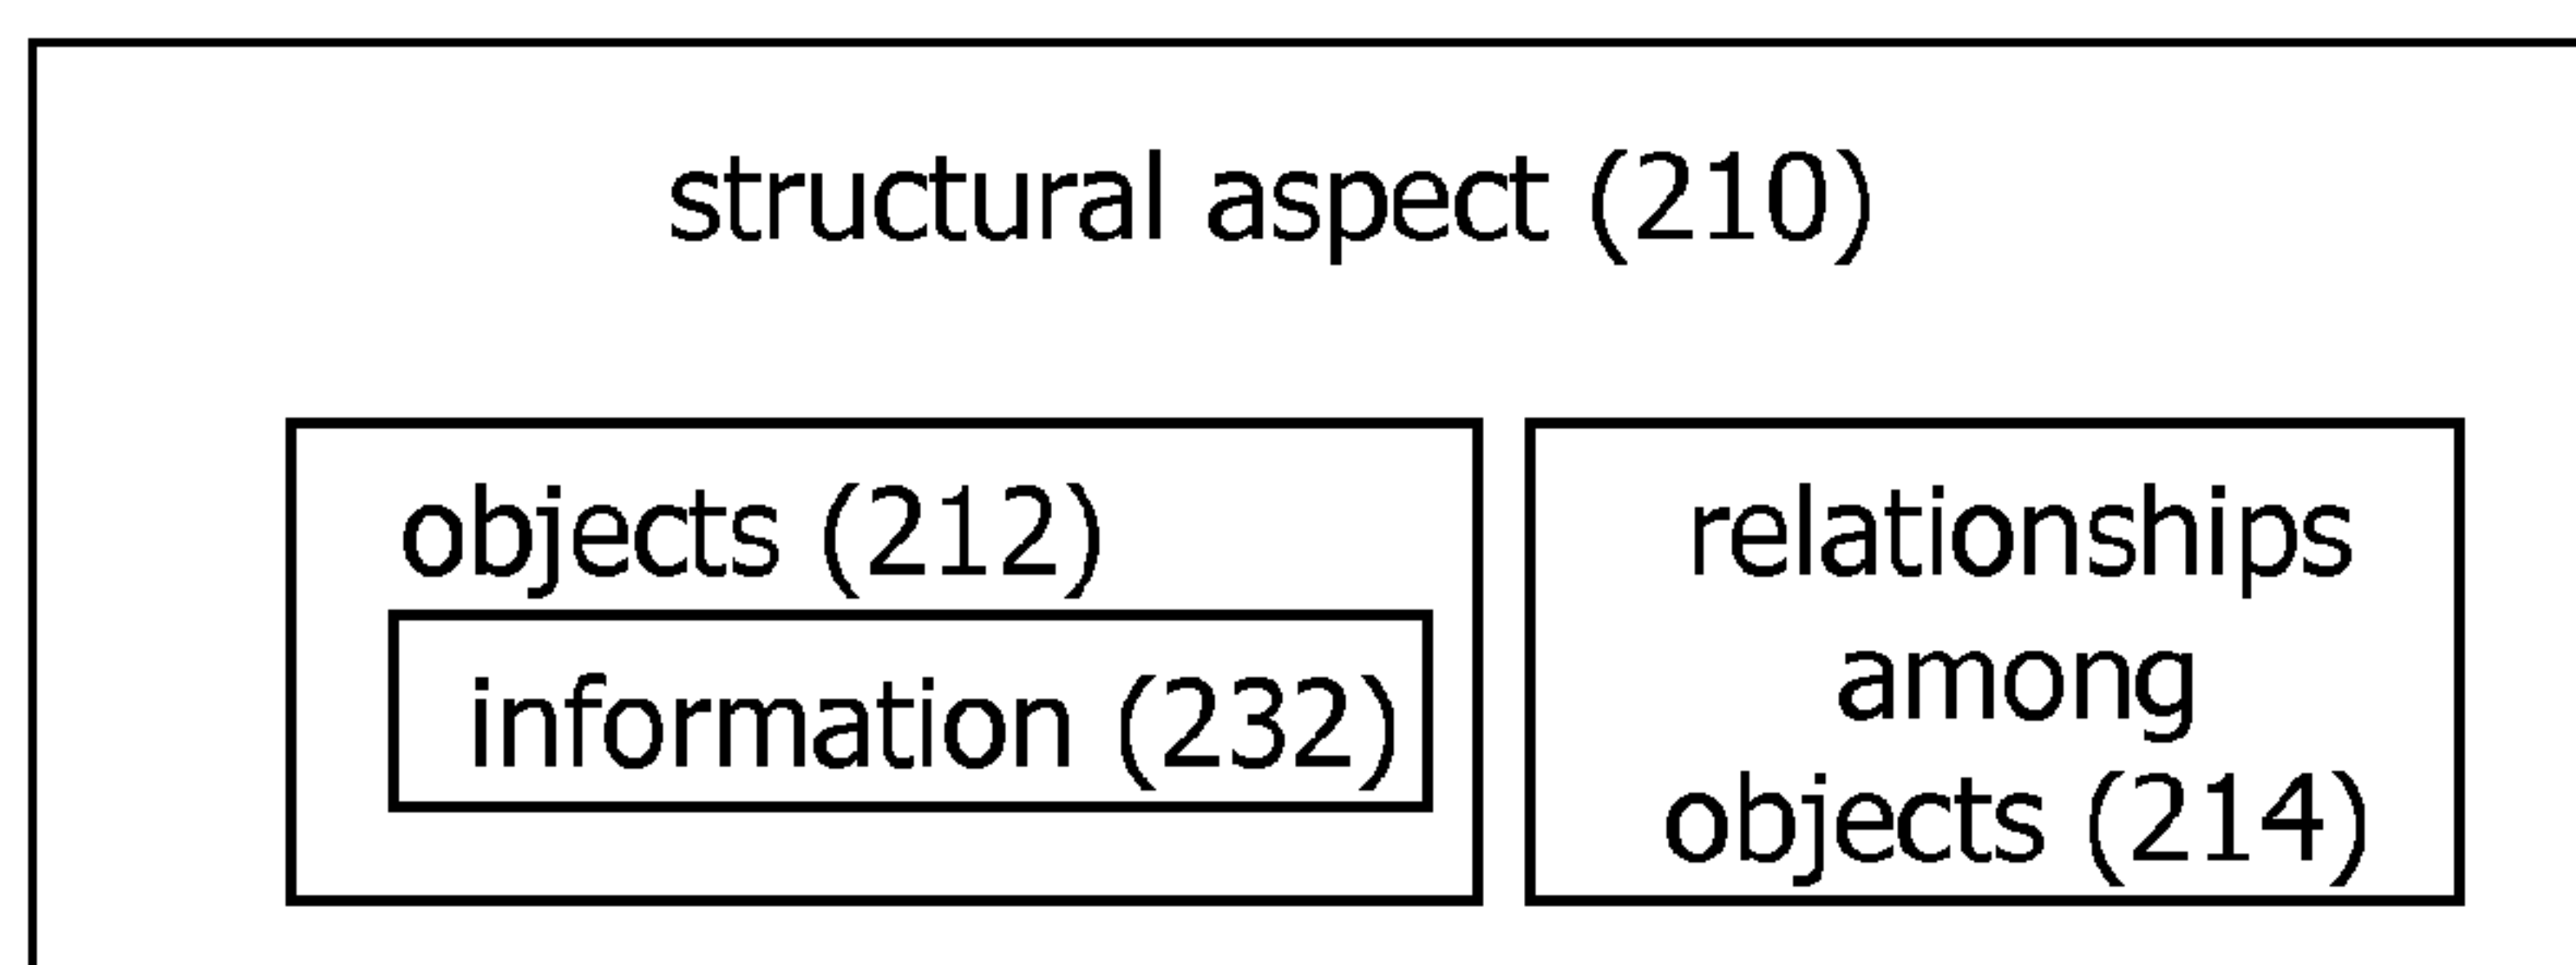 structural aspect (210)
objects (212)
information (232)
relationships
among
objects (214)